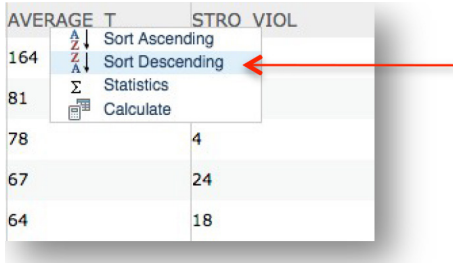 AVERAGE_T STRO_VIOL
Sort Ascending
164 Sort Descending
81 Statistics
Calculate
78 4
67 24
64 18